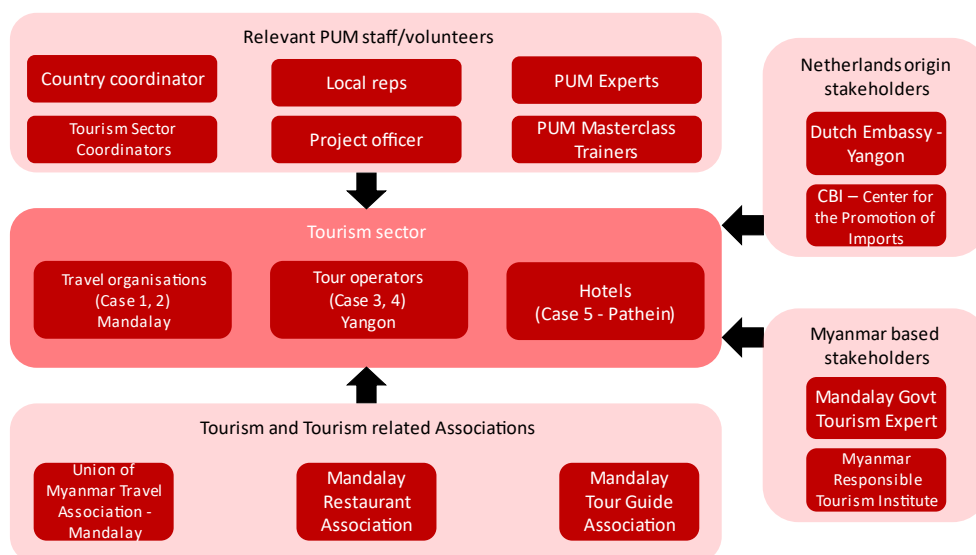 Relevant PUM staff/volunteers
Country coordinator
Local reps
PUM Experts
Tourism Sector
Coordinators
Project officer
PUM Masterclass
Trainers
Netherlands origin
stakeholders
Dutch Embassy -
Yangon
CBI – Center for
the Promotion of
Imports
Tourism sector
Travel organisations
(Case 1, 2)
Mandalay
Tour operators
(Case 3, 4)
Yangon
Hotels
(Case 5 - Pathein)
Myanmar based
stakeholders
Mandalay Govt
Tourism Expert
Myanmar
Responsible
Tourism Institute
Tourism and Tourism related Associations
Union of
Myanmar Travel
Association -
Mandalay
Mandalay
Restaurant
Association
Mandalay
Tour Guide
Association